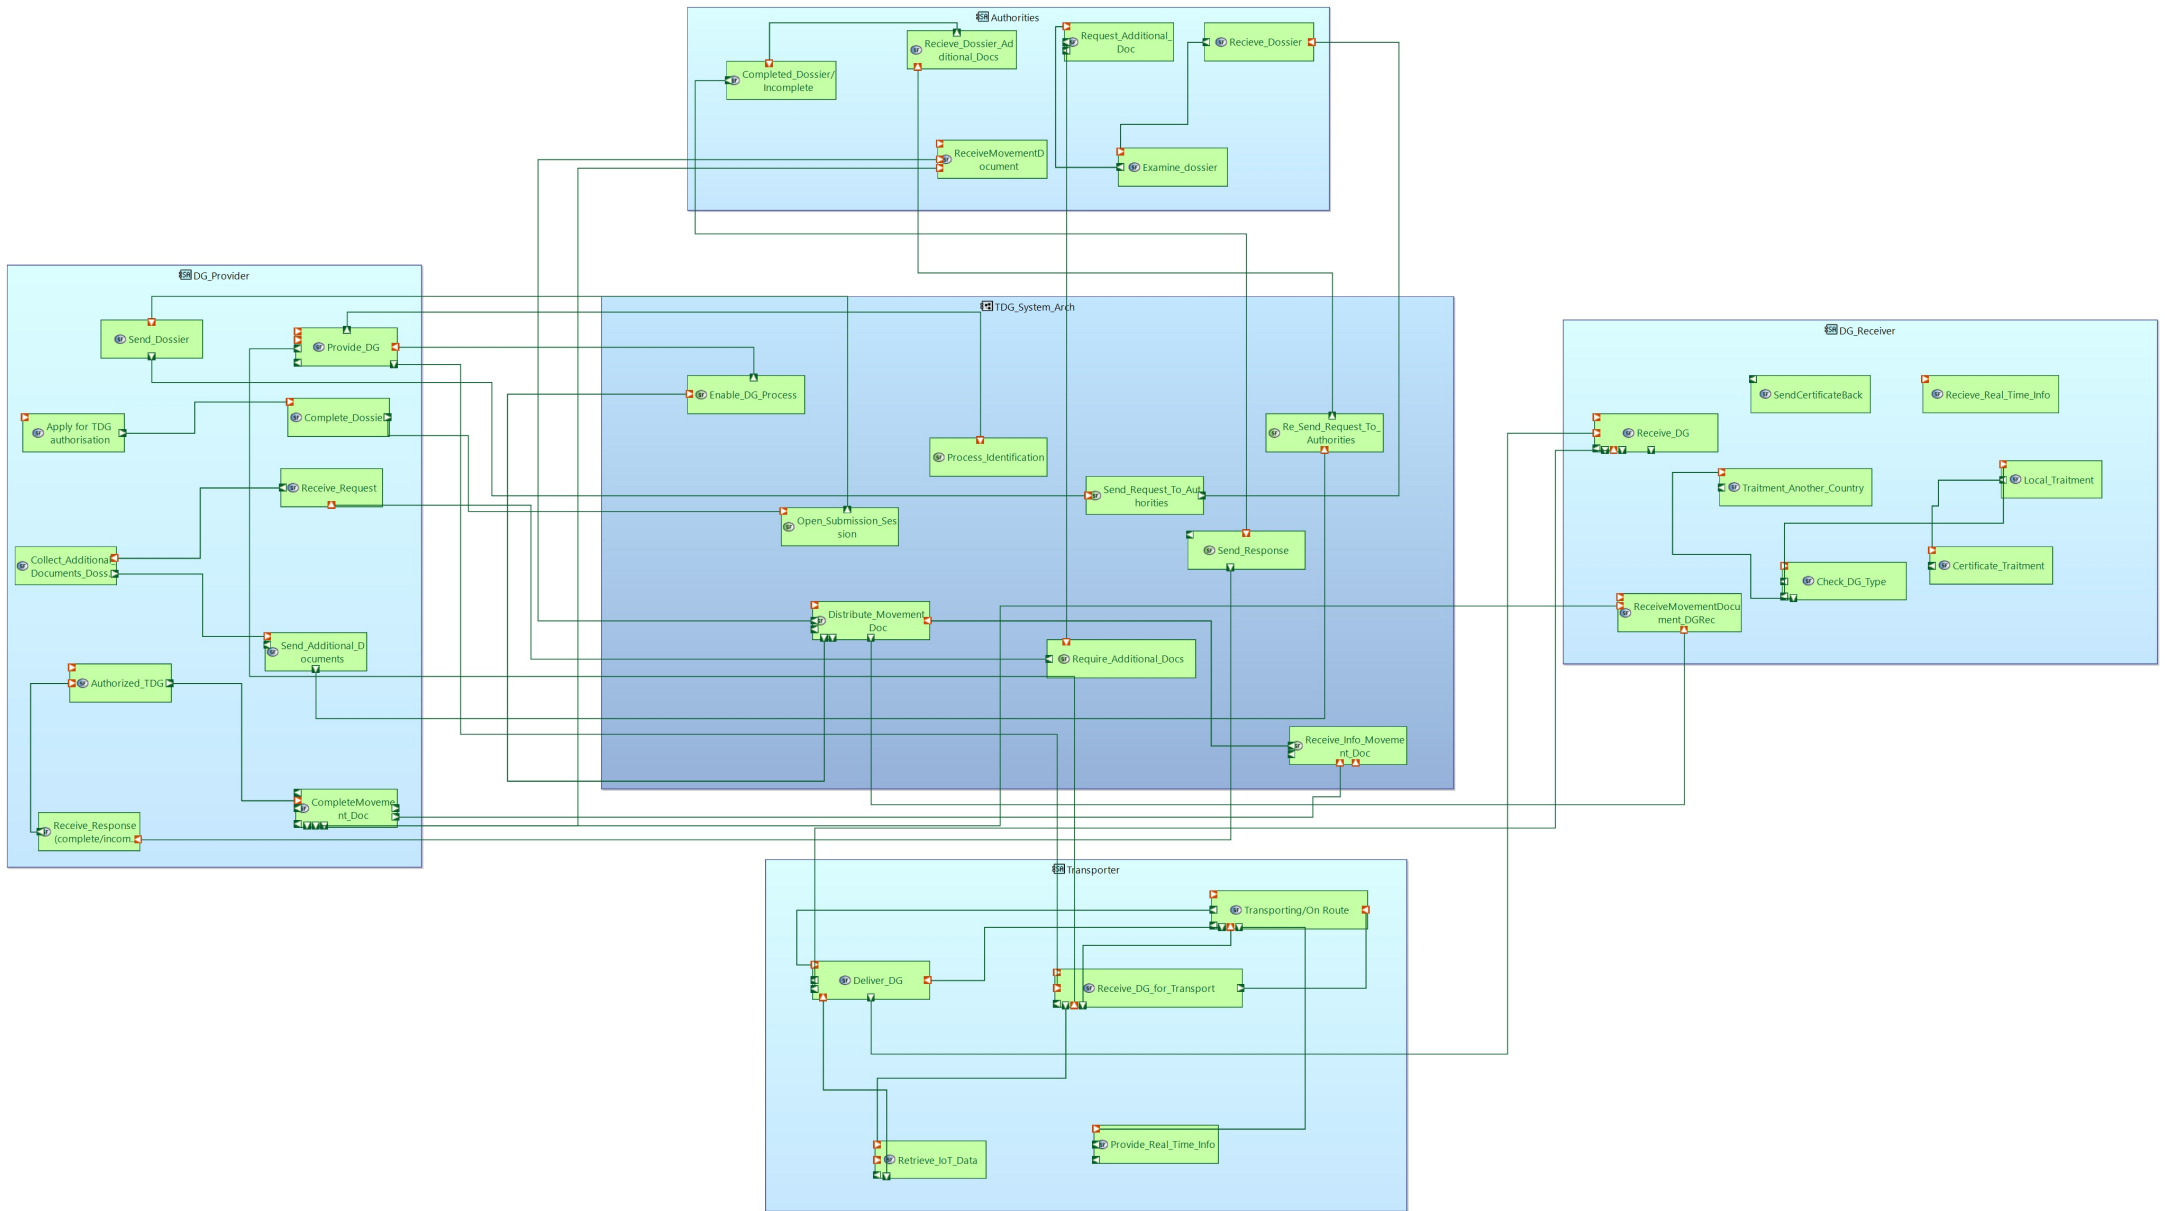 Authorities
Recieve_Dossier_Ad
ditional_Docs
Request_Additional_
Doc
Recieve_Dossier
Completed_Dossier/
Incomplete
ReceiveMovementD
ocument
Examine_dossier
DG_Provider
Send_Dossier
Provide_DG
Apply for TDG
authorisation
Complete_Dossie
Receive_Request
Collect_Additional
Documents_Doss.
Send_Additional_D
ocuments
Authorized_TDG
CompleteMoveme
nt_Doc
Receive_Response
(complete/incom.
TDG_System_Arch
Enable_DG_Process
Process_Identification
Re_Send_Request_To_
Authorities
Send_Request_To_Aut
horities
Open_Submission_Ses
sion
Send_Response
Distribute_Movement
Doc
Require_Additional_Docs
Receive_Info_Moveme
nt_Doc
DG_Receiver
SendCertificateBack
Recieve_Real_Time_Info
Receive_DG
Traitment_Another_Country
Local_Traitment
Check_DG_Type
Certificate_Traitment
ReceiveMovementDocu
ment_DGRec
Transporter
Transporting/On Route
Deliver_DG
Receive_DG_for_Transport
Retrieve_IoT_Data
Provide_Real_Time_Info